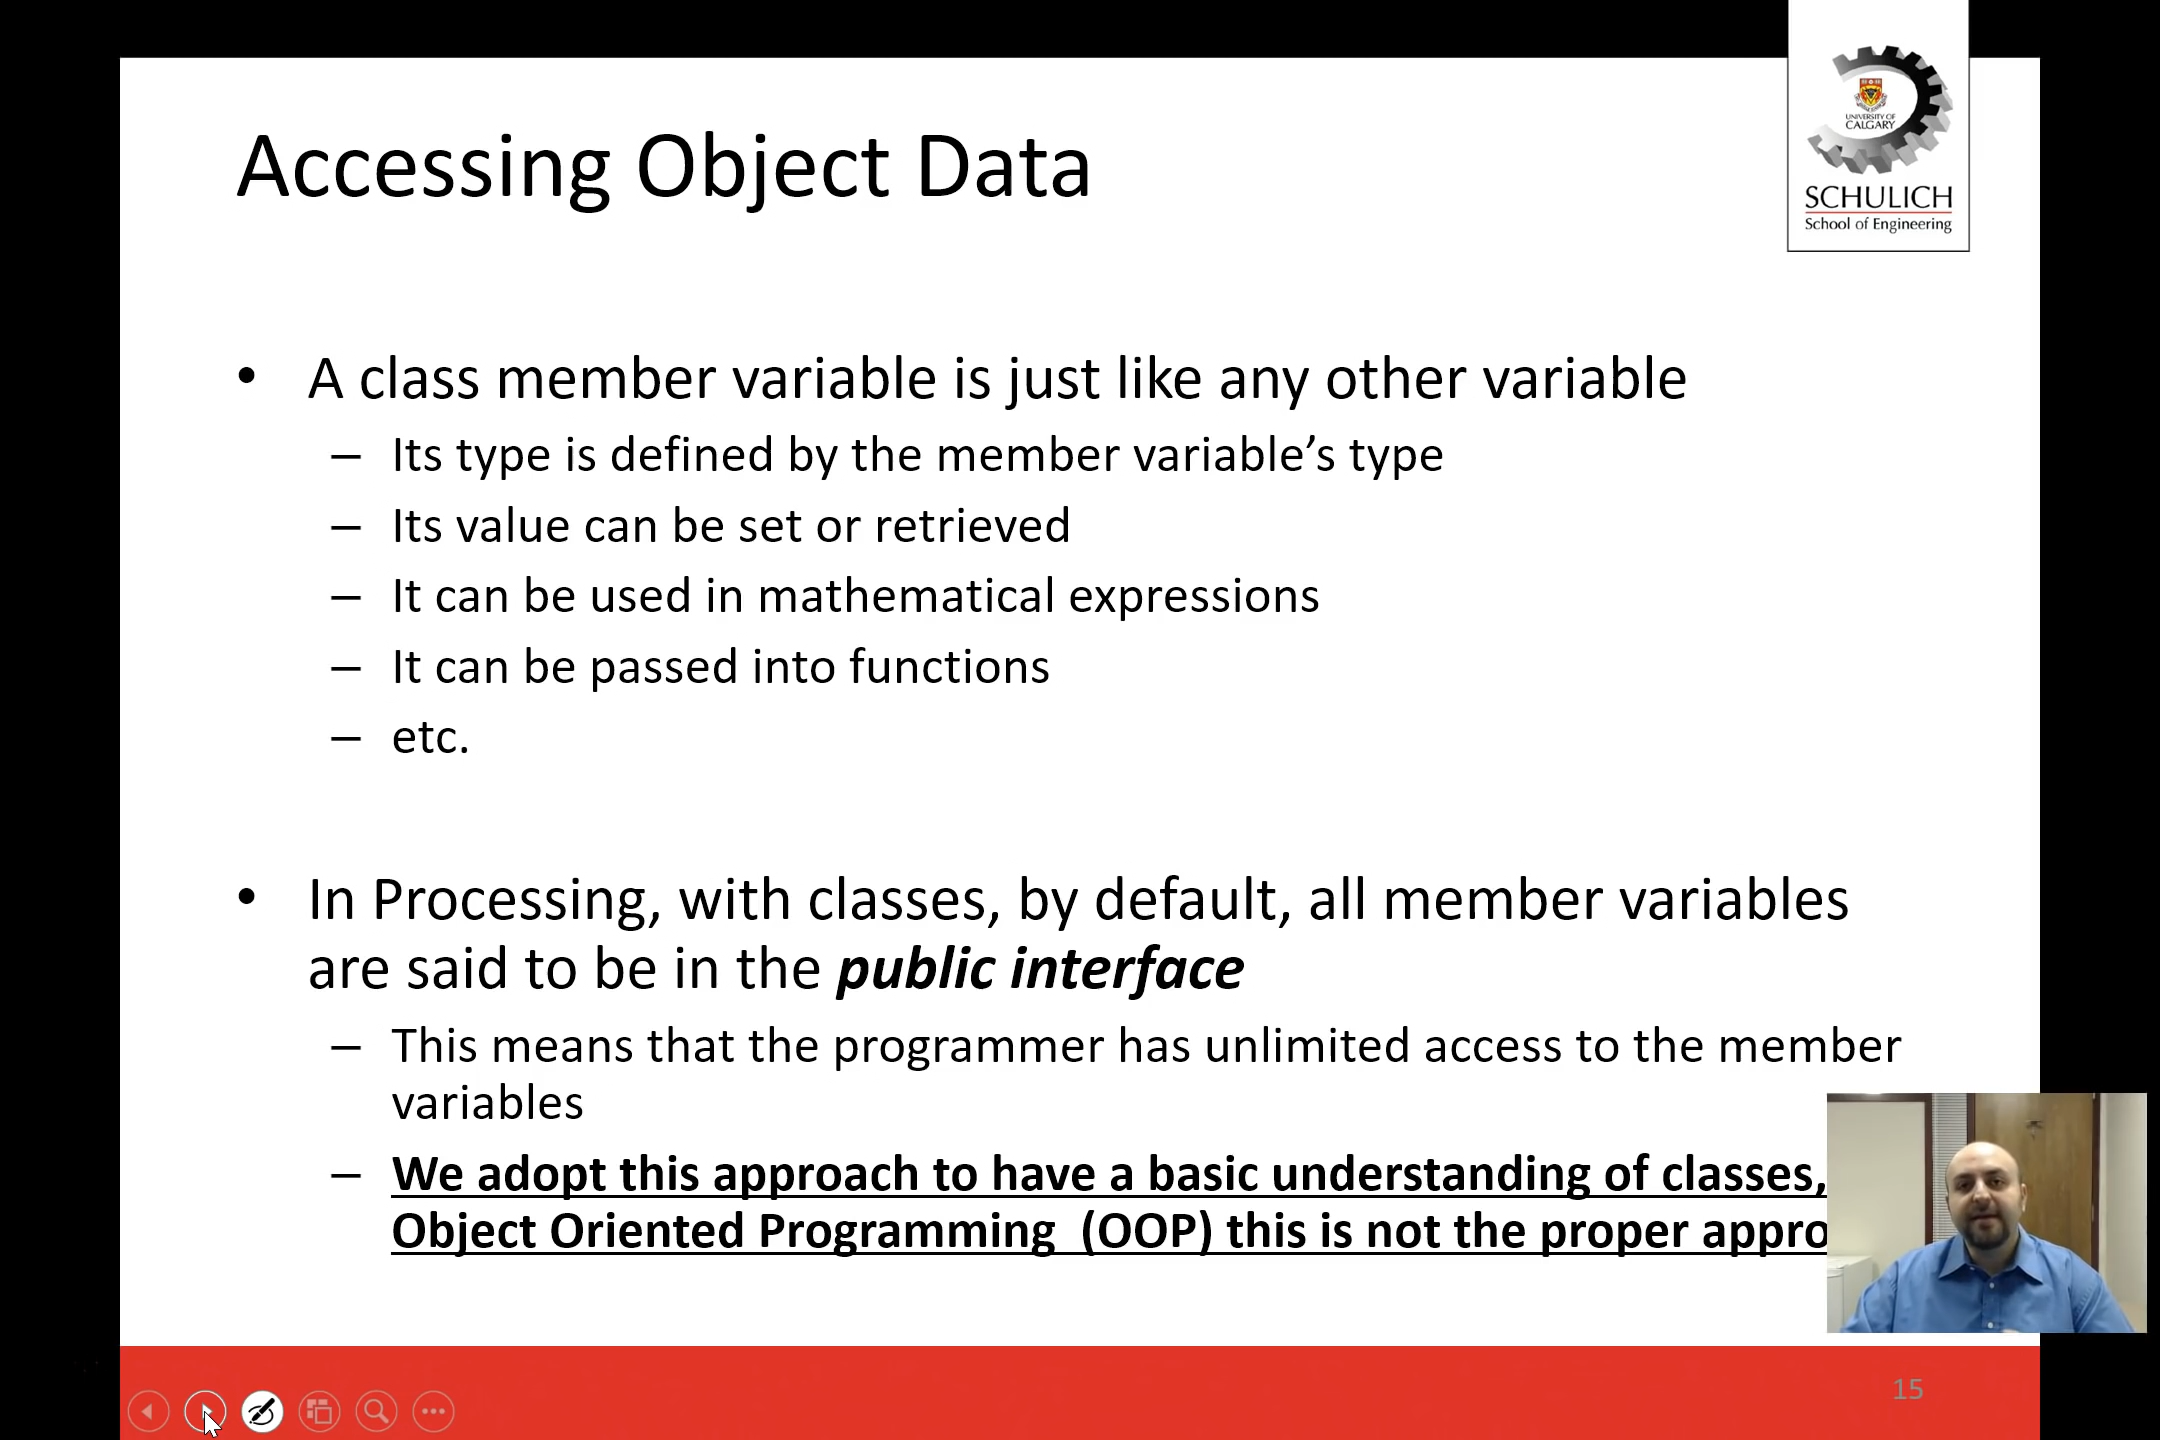 UNIVERSITY OF
CALGARY
SCHULICH
School of Engineering
Accessing Object Data
• A class member variable is just like any other variable
– Its type is defined by the member variable’s type
– Its value can be set or retrieved
– It can be used in mathematical expressions
– It can be passed into functions
– etc.
• In Processing, with classes, by default, all member variables
are said to be in the public interface
– This means that the programmer has unlimited access to the member
variables
– We adopt this approach to have a basic understanding of classes,
Object Oriented Programming (OOP) this is not the proper appro
15